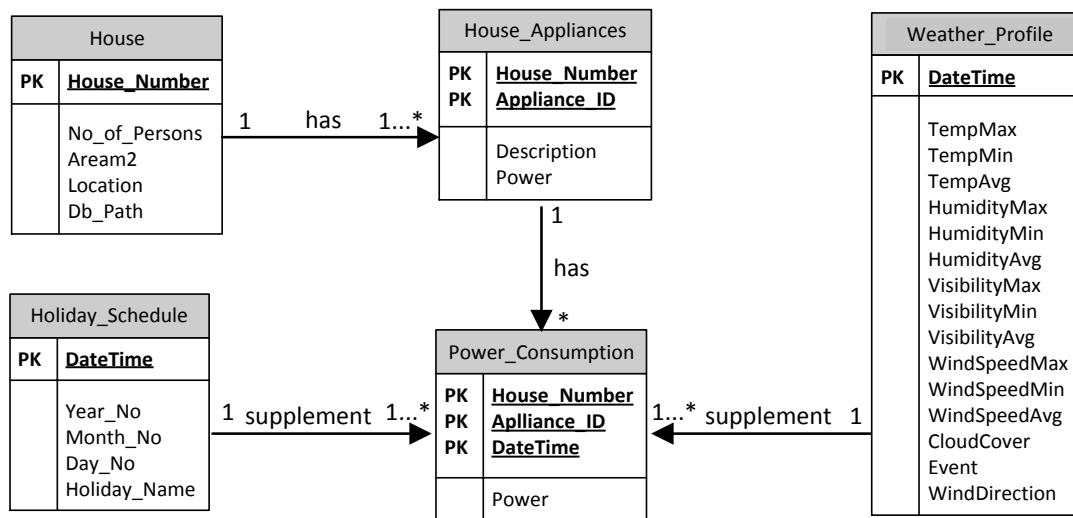 House
PK House_Number
No_of_Persons
Aream2
Location
Db_Path
1 has 1...*
House_Appliances
PK House_Number
PK Appliance_ID
Description
Power
1
has
*
Weather_Profile
PK DateTime
TempMax
TempMin
TempAvg
HumidityMax
HumidityMin
HumidityAvg
VisibilityMax
VisibilityMin
VisibilityAvg
WindSpeedMax
WindSpeedMin
WindSpeedAvg
CloudCover
Event
WindDirection
Holiday_Schedule
PK DateTime
Year_No
Month_No
Day_No
Holiday_Name
1 supplement 1...*
Power_Consumption
PK House_Number
PK Aplliance_ID
PK DateTime
Power
1...* supplement 1